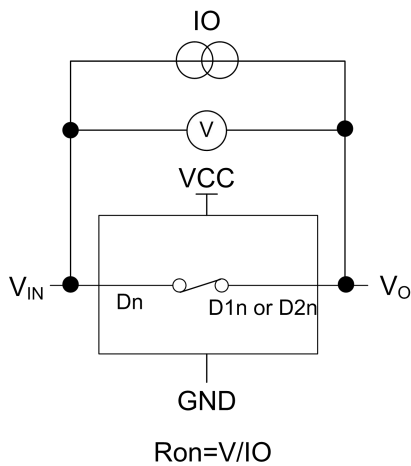 IO
V
VCC
VIN
VO
Dn
D1n or D2n
GND
Ron=V/IO